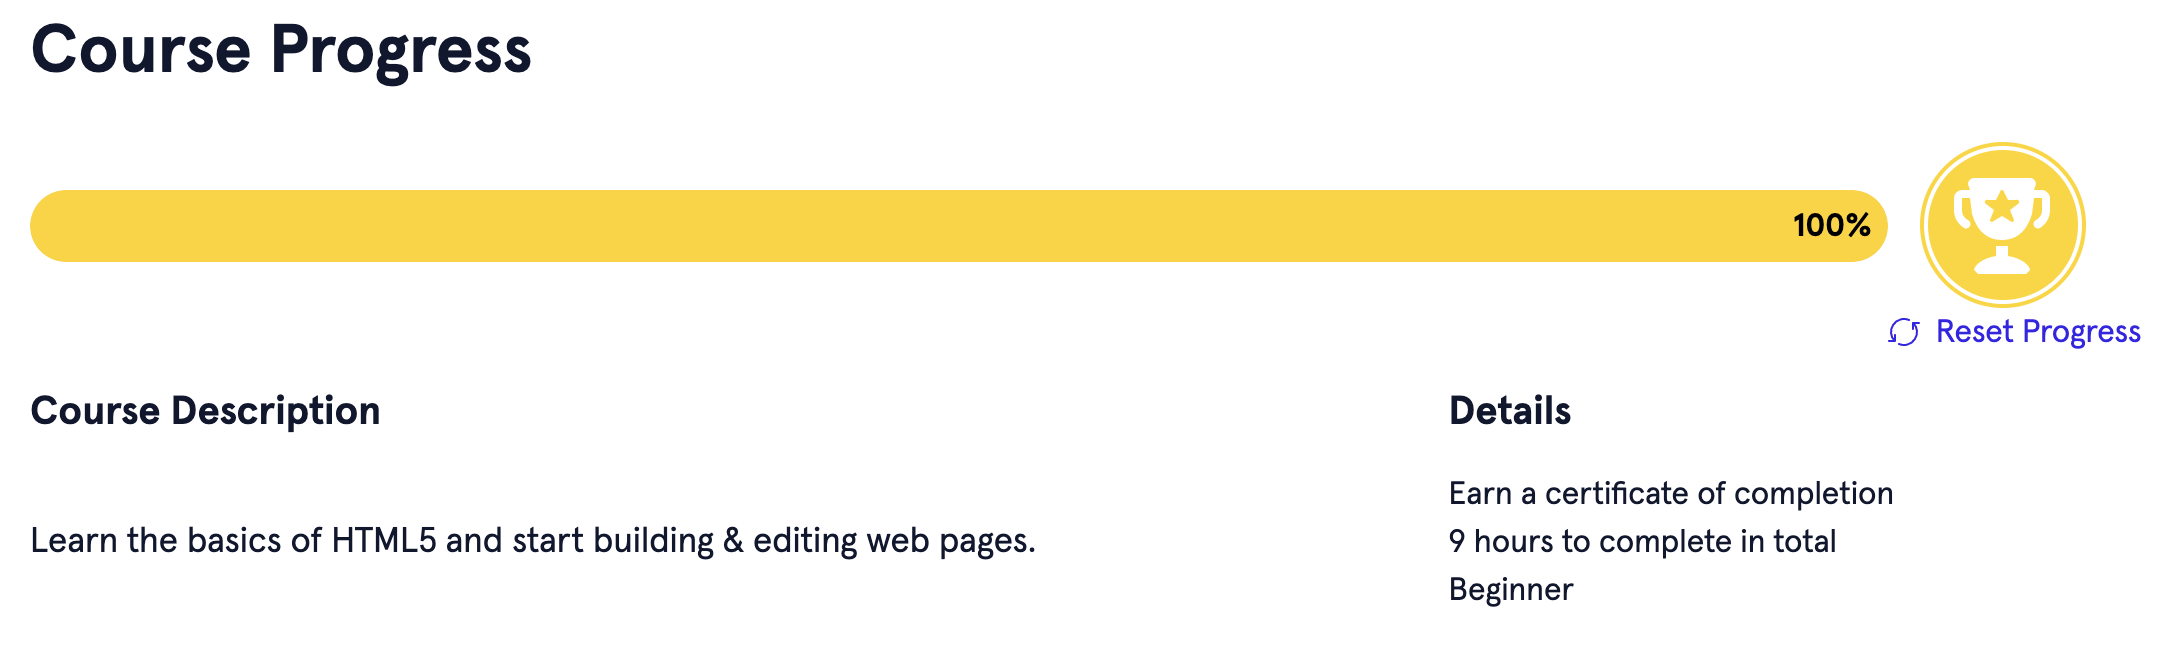 Course Progress
100%
Reset Progress
Course Description
Learn the basics of HTML5 and start building & editing web pages.
Details
Earn a certificate of completion
9 hours to complete in total
Beginner